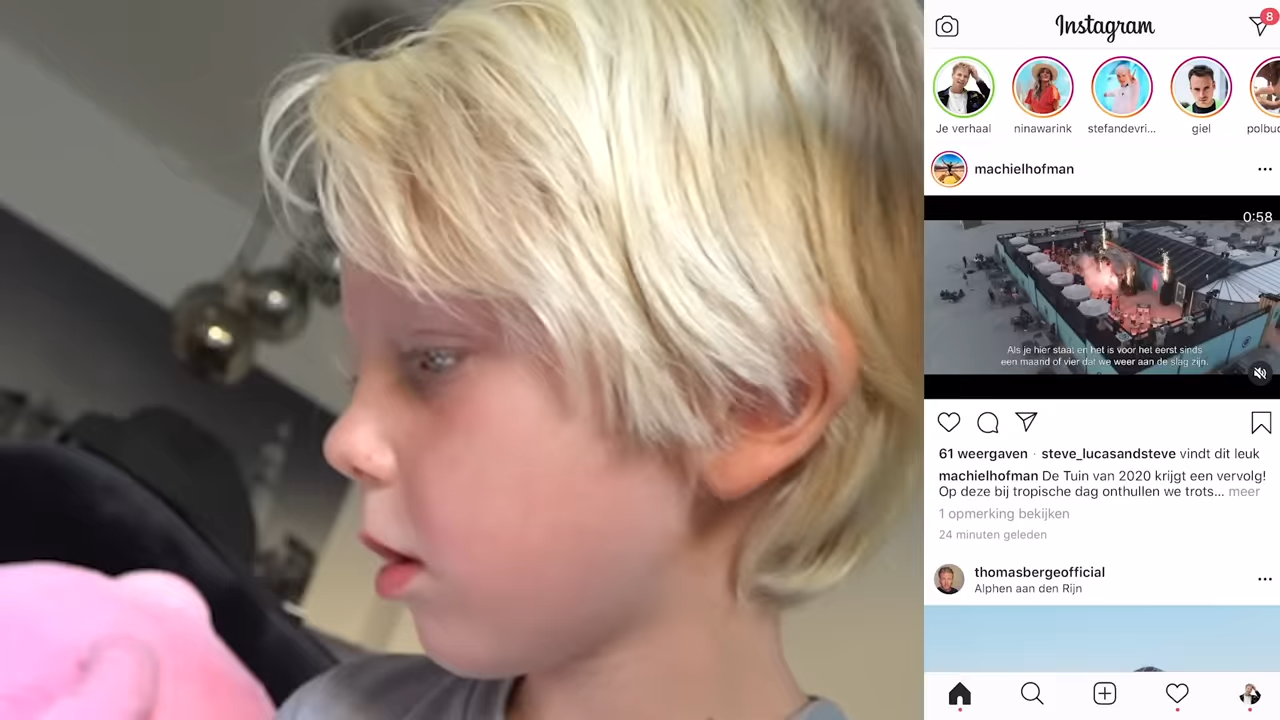 Instagram
8
Je verhaal
ninawarink
stefandevri...
giel
polbuc
machielhofman
0:58
Als je hier staat en het is voor het eerst sinds
een maand of vier dat we weer aan de slag zijn.
61 weergaven · steve_lucasandsteve vindt dit leuk
machielhofman De Tuin van 2020 krijgt een vervolg!
Op deze bij tropische dag onthullen we trots... meer
1 opmerking bekijken
24 minuten geleden
thomasbergeofficial
Alphen aan den Rijn